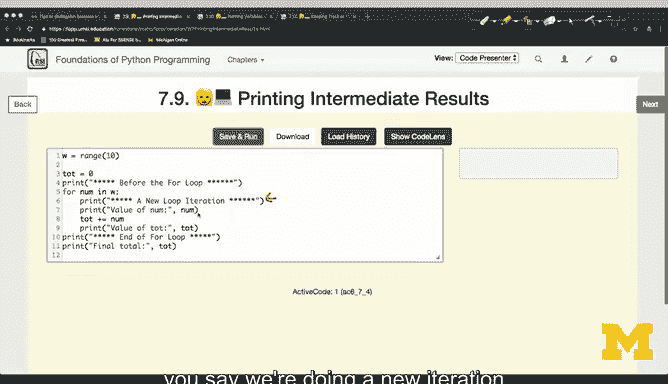 7.9. Printing Intermediate
Foundations of Python Programming
Chapters
View: Code Presenter
Back
7.9. Printing Intermediate Results
Next
Save & Run
Download
Load History
Show CodeLens
1 w = range(10)
2
3 tot = 0
4 print("***** Before the For Loop ******")
5 for num in w:
6 print("***** A New Loop Iteration ******")
7 print("Value of num:", num)
8 tot += num
9 print("Value of tot:", tot)
10 print("***** End of For Loop *****")
11 print("Final total:", tot)
12
ActiveCode: 1 (ac6_7_4)
M
you say we're doing a new iteration